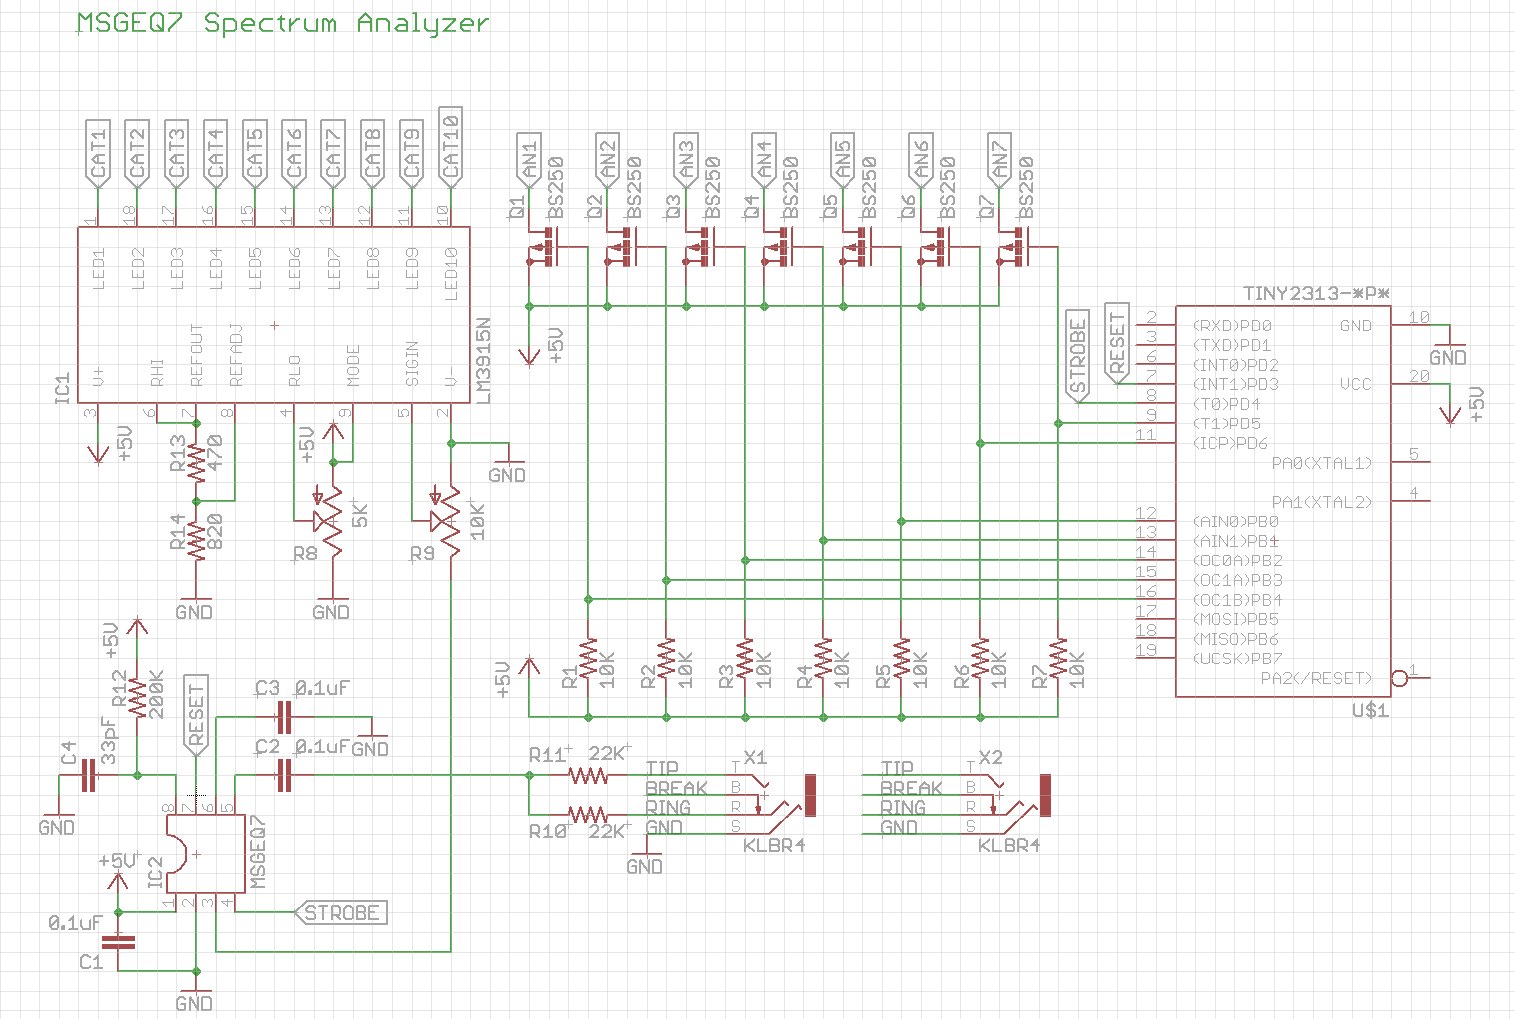 MSGEQ7 Spectrum Analyzer
CAT1 CAT2 CAT3 CAT4 CAT5 CAT6 CAT7 CAT8 CAT9 CAT10
AN1 AN2 AN3 AN4 AN5 AN6 AN7
1 18 17 16 15 14 13 12 11 10
Q1 BS250 Q2 BS250 Q3 BS250 Q4 BS250 Q5 BS250 Q6 BS250 Q7 BS250
LED1 LED2 LED3 LED4 LED5 LED6 LED7 LED8 LED9 LED10
V+ RHI REFOUT REFADJ RLO MODE SIGIN V-
IC1 LM3915N
3 6 7 8 4 9 5 2
+5V
+5V
+5V
GND
R13 470
R14 820
GND
R8 5K
GND
R9 10K
TINY2313-*P*
STROBE RESET
2 (RXD)PD0 GND 10
GND
3 (TXD)PD1
6 (INT0)PD2
7 (INT1)PD3 VCC 20
+5V
8 (T0)PD4
9 (T1)PD5
11 (ICP)PD6
PA0(XTAL1) 5
PA1(XTAL2) 4
12 (AIN0)PB0
13 (AIN1)PB1
14 (OC0A)PB2
15 (OC1A)PB3
16 (OC1B)PB4
17 (MOSI)PB5
18 (MISO)PB6
19 (UCSK)PB7
PA2(/RESET) 1
U$1
+5V
R1 10K R2 10K R3 10K R4 10K R5 10K R6 10K R7 10K
+5V
R12 200K
RESET
C3 0.1uF
GND
C2 0.1uF
C4 33pF
GND
8 7 6 5
IC2 MSGEQ7
1 2 3 4
+5V
0.1uF
C1
GND
STROBE
R11 22K
R10 22K
X1
TIP T
BREAK B
RING R
GND S
KLBR4
GND
X2
TIP T
BREAK B
RING R
GND S
KLBR4